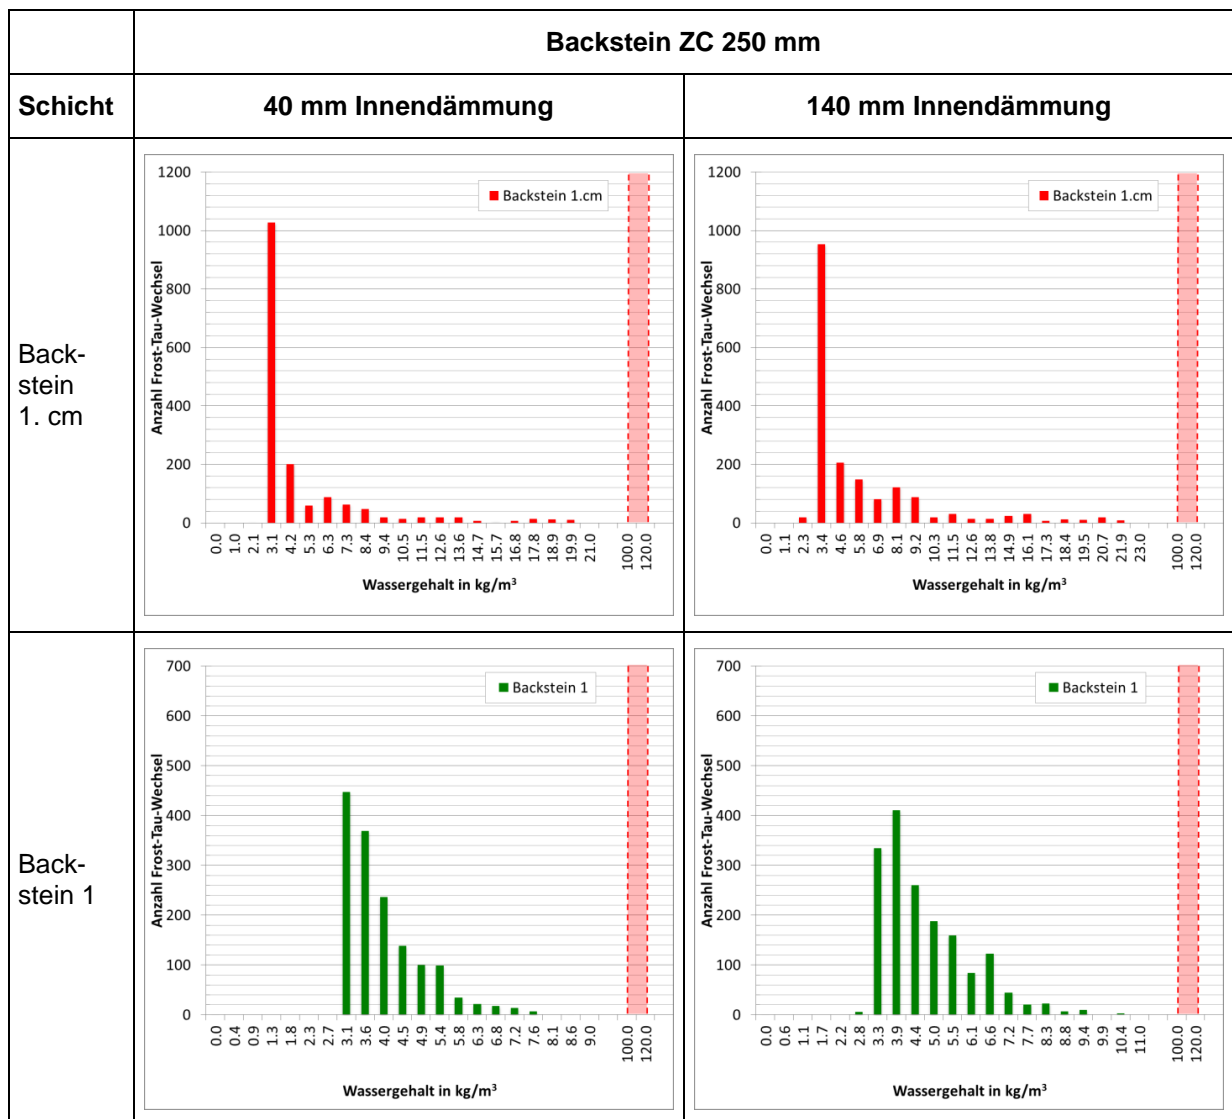 Backstein ZC 250 mm
Schicht
40 mm Innendämmung
140 mm Innendämmung
Back-
stein
1. cm
1200
1000
800
600
400
200
0
Anzahl Frost-Tau-Wechsel
Backstein 1.cm
0.0 1.0 2.1 3.1 4.2 5.3 6.3 7.3 8.4 9.4 10.5 11.5 12.6 13.6 14.7 15.7 16.8 17.8 18.9 19.9 21.0 100.0 120.0
Wassergehalt in kg/m³
1200
1000
800
600
400
200
0
Anzahl Frost-Tau-Wechsel
Backstein 1.cm
0.0 1.1 2.3 3.4 4.6 5.8 6.9 8.1 9.2 10.3 11.5 12.6 13.8 14.9 16.1 17.3 18.4 19.5 20.7 21.9 23.0 100.0 120.0
Wassergehalt in kg/m³
Back-
stein 1
700
600
500
400
300
200
100
0
Anzahl Frost-Tau-Wechsel
Backstein 1
0.0 0.4 0.9 1.3 1.8 2.3 2.7 3.1 3.6 4.0 4.5 4.9 5.4 5.8 6.3 6.8 7.2 7.6 8.1 8.6 9.0 100.0 120.0
Wassergehalt in kg/m³
700
600
500
400
300
200
100
0
Anzahl Frost-Tau-Wechsel
Backstein 1
0.0 0.6 1.1 1.7 2.2 2.8 3.3 3.9 4.4 5.0 5.5 6.1 6.6 7.2 7.7 8.3 8.8 9.4 9.9 10.4 11.0 100.0 120.0
Wassergehalt in kg/m³